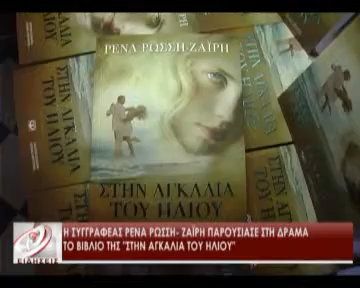 ΡΕΝΑ ΡΩΣΣΗ-ΖΑΪΡΗ
ΣΤΗΝ ΑΓΚΑΛΙΑ
ΤΟΥ ΗΛΙΟΥ
ΣΤΗΝ ΑΓΚΑΛΙΑ
ΤΟΥ ΗΛΙΟΥ
Η ΣΥΓΓΡΑΦΕΑΣ ΡΕΝΑ ΡΩΣΣΗ- ΖΑΪΡΗ ΠΑΡΟΥΣΙΑΣΕ ΣΤΗ ΔΡΑΜΑ
ΤΟ ΒΙΒΛΙΟ ΤΗΣ "ΣΤΗΝ ΑΓΚΑΛΙΑ ΤΟΥ ΗΛΙΟΥ"
ΕΙΔΗΣΕΙΣ